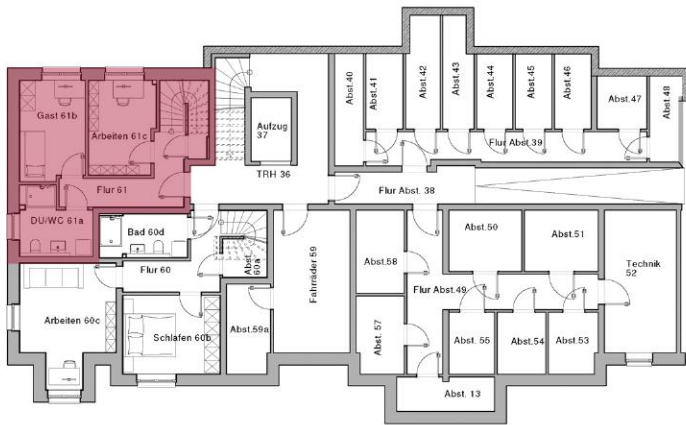 Gast 61b
Arbeiten 61c
Flur 61
DU/WC 61a
Aufzug
37
TRH 36
Abst.40
Abst.41
Abst.42
Abst.43
Abst.44
Abst.45
Abst.46
Abst.47
Abst.48
Flur Abst.39
Flur Abst. 38
Bad 60d
Flur 60
Abst.
60a
Arbeiten 60c
Schlafen 60b
Abst.59a
Fahrräder 59
Abst.58
Abst. 57
Flur Abst.49
Abst.50
Abst.51
Technik
52
Abst. 55
Abst. 54
Abst.53
Abst. 13